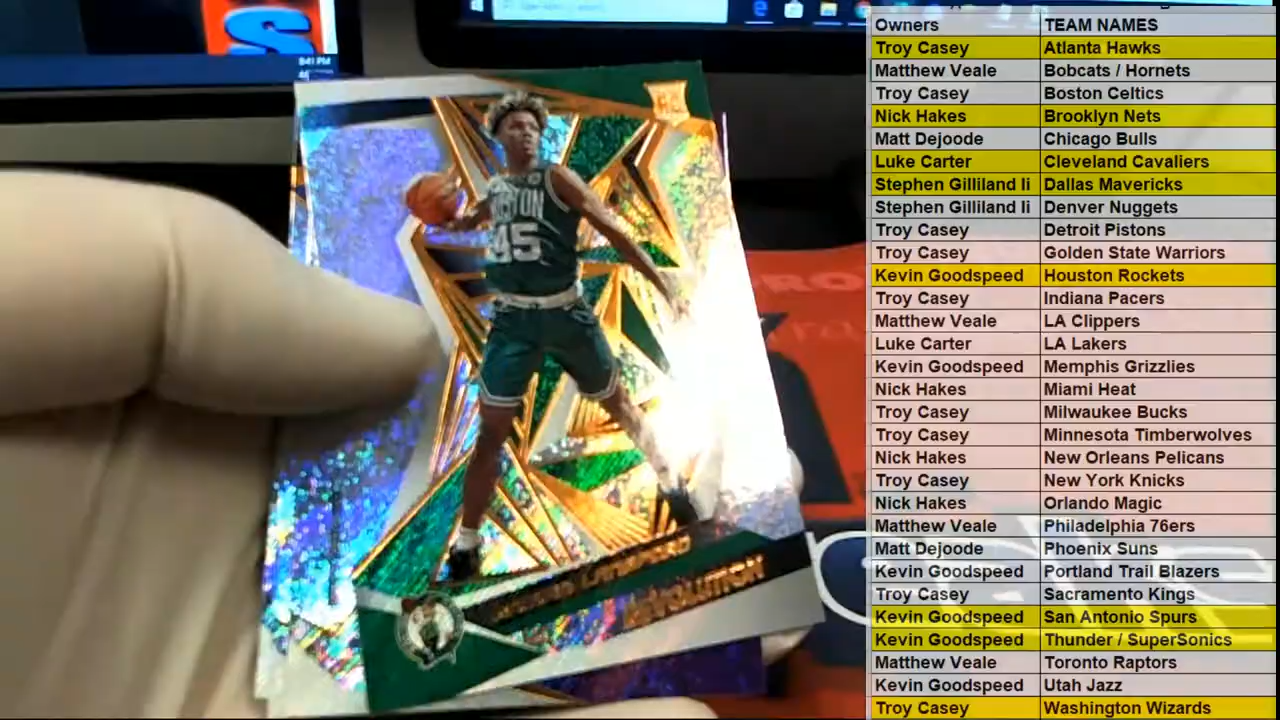 S
8:41 PM
RC
BOSTON
45
REVOLUTION
Owners TEAM NAMES
Troy Casey Atlanta Hawks
Matthew Veale Bobcats / Hornets
Troy Casey Boston Celtics
Nick Hakes Brooklyn Nets
Matt Dejoode Chicago Bulls
Luke Carter Cleveland Cavaliers
Stephen Gilliland Ii Dallas Mavericks
Stephen Gilliland Ii Denver Nuggets
Troy Casey Detroit Pistons
Troy Casey Golden State Warriors
Kevin Goodspeed Houston Rockets
Troy Casey Indiana Pacers
Matthew Veale LA Clippers
Luke Carter LA Lakers
Kevin Goodspeed Memphis Grizzlies
Nick Hakes Miami Heat
Troy Casey Milwaukee Bucks
Troy Casey Minnesota Timberwolves
Nick Hakes New Orleans Pelicans
Troy Casey New York Knicks
Nick Hakes Orlando Magic
Matthew Veale Philadelphia 76ers
Matt Dejoode Phoenix Suns
Kevin Goodspeed Portland Trail Blazers
Troy Casey Sacramento Kings
Kevin Goodspeed San Antonio Spurs
Kevin Goodspeed Thunder / SuperSonics
Matthew Veale Toronto Raptors
Kevin Goodspeed Utah Jazz
Troy Casey Washington Wizards